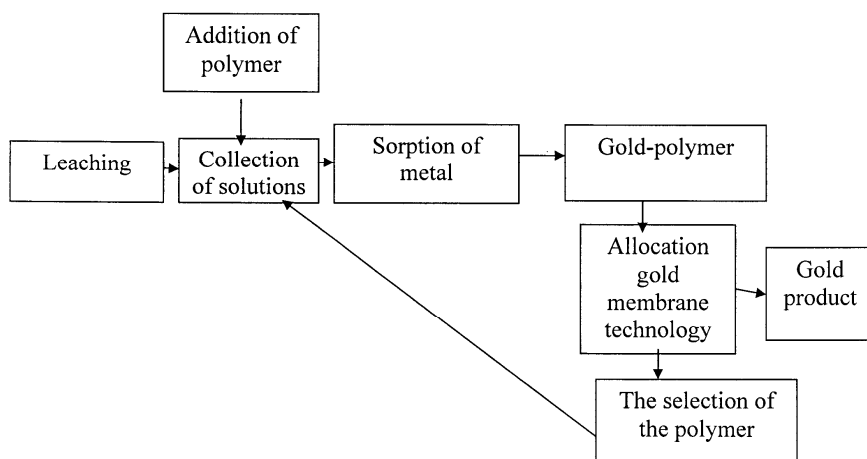 Addition of
polymer
Leaching
Collection
of solutions
Sorption of
metal
Gold-polymer
Allocation
gold
membrane
technology
Gold
product
The selection of
the polymer